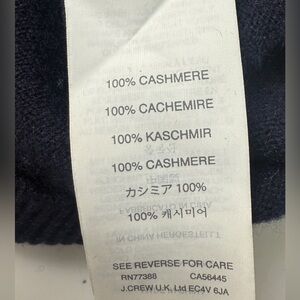 100% CASHMERE
100% CACHEMIRE
100% KASCHMIR
100% CASHMERE
カシミア 100%
100% 캐시미어
SEE REVERSE FOR CARE
RN77388 CA56445
J.CREW U.K. Ltd EC4V 6JA